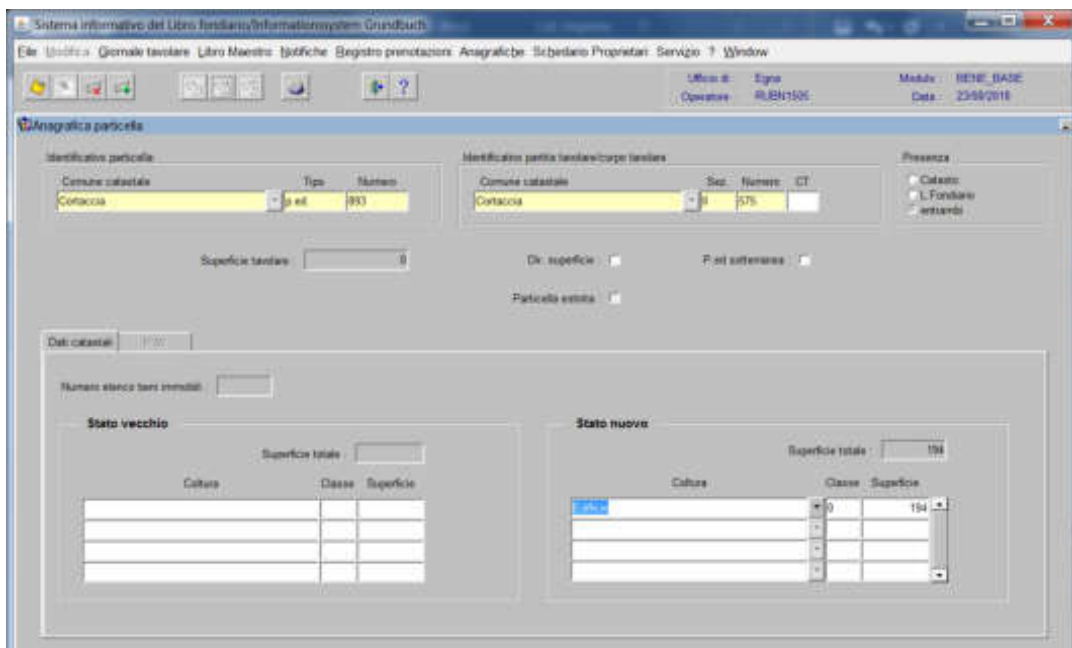 Sistema informativo del Libro fondiario/Informationssystem Grundbuch
File Modifica Giornale tavolare Libro Maestro Notifiche Registro prenotazioni Anagrafiche Schedario Proprietari Servizio ? Window
Ufficio di: Egna Modulo: BENE_BASE
Operatore: Data:
Anagrafica particella
Identificativo particella Identificativo partita tavolare/corpo tavolare Presenza
Comune catastale Tipo Numero Comune catastale Sez. Numero CT Catasto
Cortaccia p.ed. 893 Cortaccia II 575 L.Fondiario
entrambi
Superficie tavolare: 0 Dir. superficie: P.ed sotterranea:
Particella estinta:
Dati catastali
Numero elenco beni immobili:
Stato vecchio Stato nuovo
Superficie totale: Superficie totale: 194
Coltura Classe Superficie Coltura Classe Superficie
Edificio 0 194